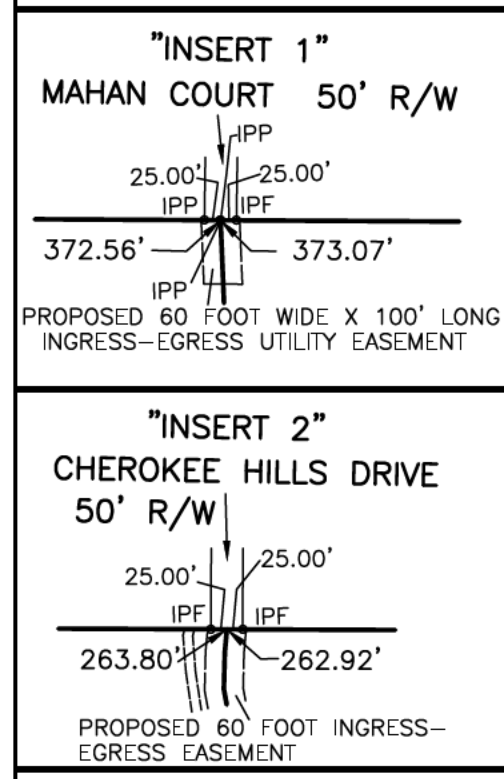 "INSERT 1"
MAHAN COURT 50' R/W
IPP
25.00' 25.00'
IPP IPF
372.56' 373.07'
IPP
PROPOSED 60 FOOT WIDE X 100' LONG
INGRESS-EGRESS UTILITY EASEMENT
"INSERT 2"
CHEROKEE HILLS DRIVE
50' R/W
25.00'
25.00'
IPF IPF
263.80' 262.92'
PROPOSED 60 FOOT INGRESS-
EGRESS EASEMENT